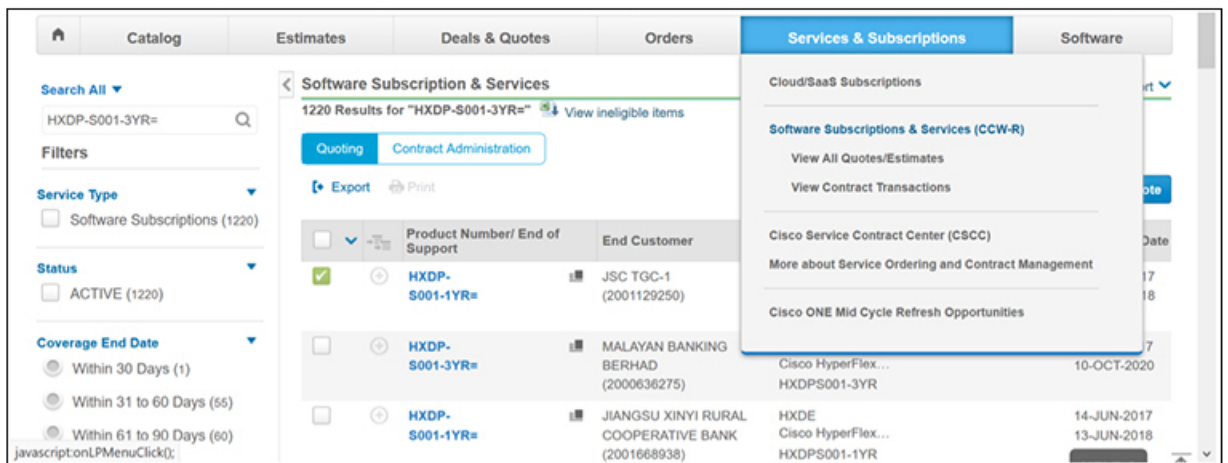 Catalog
Estimates
Deals & Quotes
Orders
Services & Subscriptions
Software
Search All
HXDP-S001-3YR=
Filters
Service Type
Software Subscriptions (1220)
Status
ACTIVE (1220)
Coverage End Date
Within 30 Days (1)
Within 31 to 60 Days (55)
Within 61 to 90 Days (60)
javascript:onLPMenuClick();
Software Subscription & Services
1220 Results for "HXDP-S001-3YR="
View ineligible items
Quoting
Contract Administration
Export
Print
Product Number/ End of
Support
End Customer
Date
HXDP-
S001-1YR=
JSC TGC-1
(2001129250)
17
18
HXDP-
S001-3YR=
MALAYAN BANKING
BERHAD
(2000636275)
Cisco HyperFlex...
HXDPS001-3YR
7
10-OCT-2020
HXDP-
S001-1YR=
JIANGSU XINYI RURAL
COOPERATIVE BANK
(2001668938)
HXDE
Cisco HyperFlex...
HXDPS001-1YR
14-JUN-2017
13-JUN-2018
Cloud/SaaS Subscriptions
Software Subscriptions & Services (CCW-R)
View All Quotes/Estimates
View Contract Transactions
Cisco Service Contract Center (CSCC)
More about Service Ordering and Contract Management
Cisco ONE Mid Cycle Refresh Opportunities